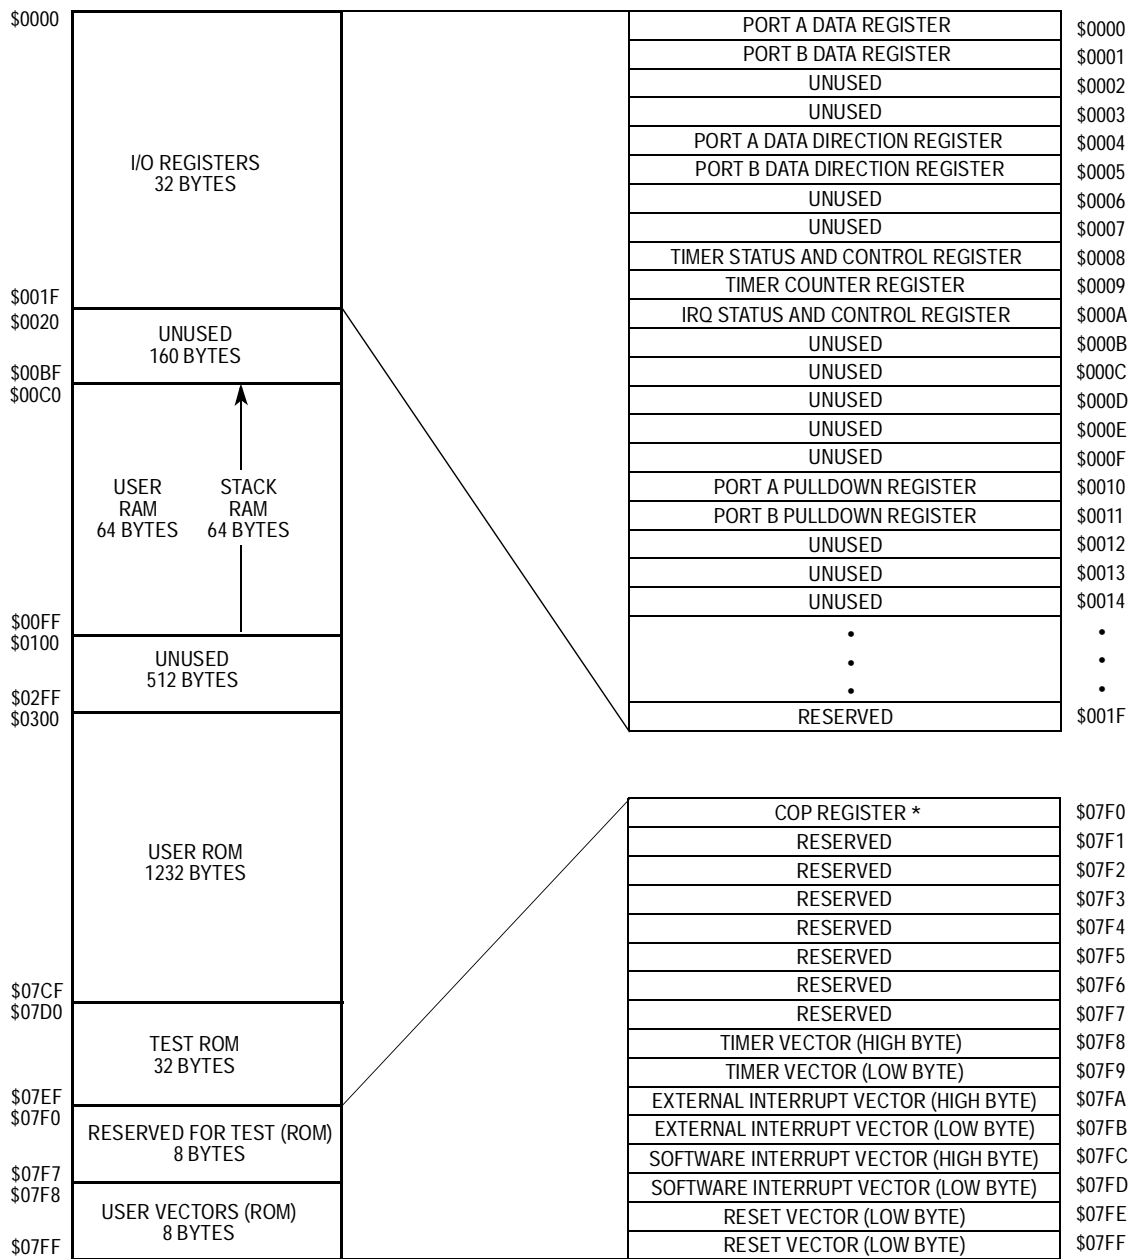 $0000
I/O REGISTERS
32 BYTES
$001F
$0020
UNUSED
160 BYTES
$00BF
$00C0
USER
RAM
64 BYTES
STACK
RAM
64 BYTES
$00FF
$0100
UNUSED
512 BYTES
$02FF
$0300
USER ROM
1232 BYTES
$07CF
$07D0
TEST ROM
32 BYTES
$07EF
$07F0
RESERVED FOR TEST (ROM)
8 BYTES
$07F7
$07F8
USER VECTORS (ROM)
8 BYTES
$07FF
PORT A DATA REGISTER $0000
PORT B DATA REGISTER $0001
UNUSED $0002
UNUSED $0003
PORT A DATA DIRECTION REGISTER $0004
PORT B DATA DIRECTION REGISTER $0005
UNUSED $0006
UNUSED $0007
TIMER STATUS AND CONTROL REGISTER $0008
TIMER COUNTER REGISTER $0009
IRQ STATUS AND CONTROL REGISTER $000A
UNUSED $000B
UNUSED $000C
UNUSED $000D
UNUSED $000E
UNUSED $000F
PORT A PULLDOWN REGISTER $0010
PORT B PULLDOWN REGISTER $0011
UNUSED $0012
UNUSED $0013
UNUSED $0014
• •
• •
• •
RESERVED $001F
COP REGISTER * $07F0
RESERVED $07F1
RESERVED $07F2
RESERVED $07F3
RESERVED $07F4
RESERVED $07F5
RESERVED $07F6
RESERVED $07F7
TIMER VECTOR (HIGH BYTE) $07F8
TIMER VECTOR (LOW BYTE) $07F9
EXTERNAL INTERRUPT VECTOR (HIGH BYTE) $07FA
EXTERNAL INTERRUPT VECTOR (LOW BYTE) $07FB
SOFTWARE INTERRUPT VECTOR (HIGH BYTE) $07FC
SOFTWARE INTERRUPT VECTOR (LOW BYTE) $07FD
RESET VECTOR (LOW BYTE) $07FE
RESET VECTOR (LOW BYTE) $07FF